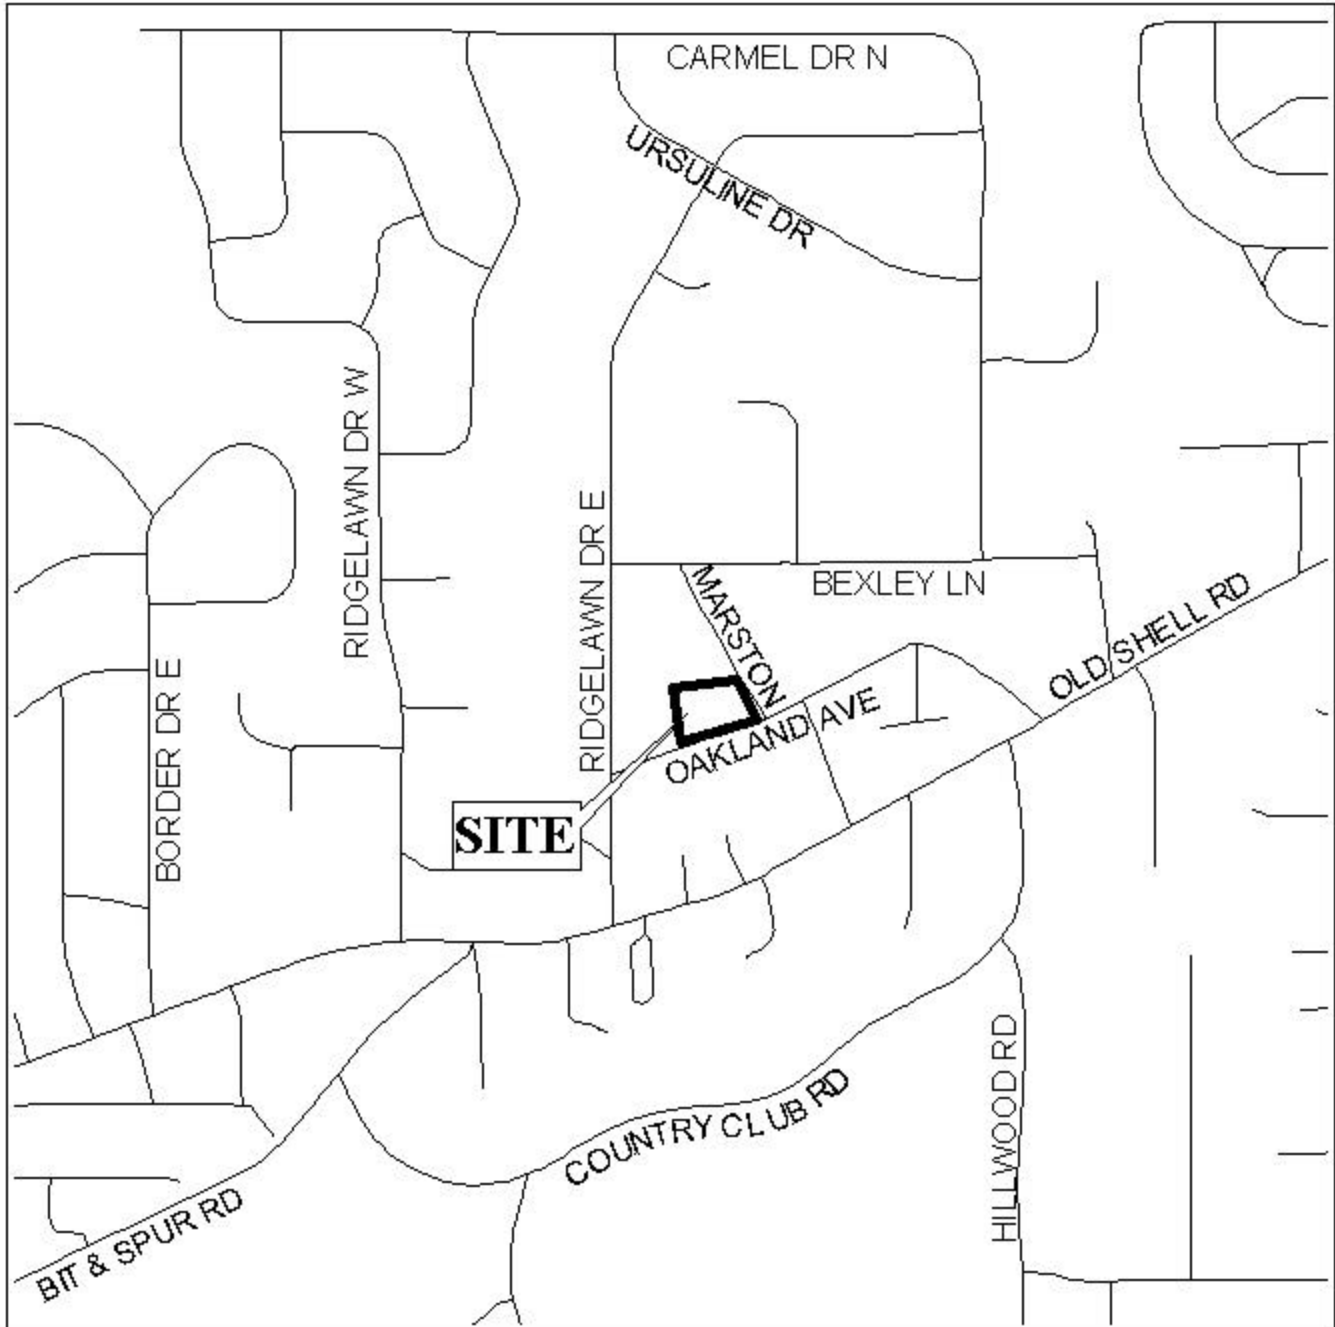 CARMEL DR N
URSULINE DR
RIDGELAWN DR W
RIDGELAWN DR E
MARSTON
BEXLEY LN
OLD SHELL RD
BORDER DR E
OAKLAND AVE
SITE
HILLWOOD RD
COUNTRY CLUB RD
BIT & SPUR RD